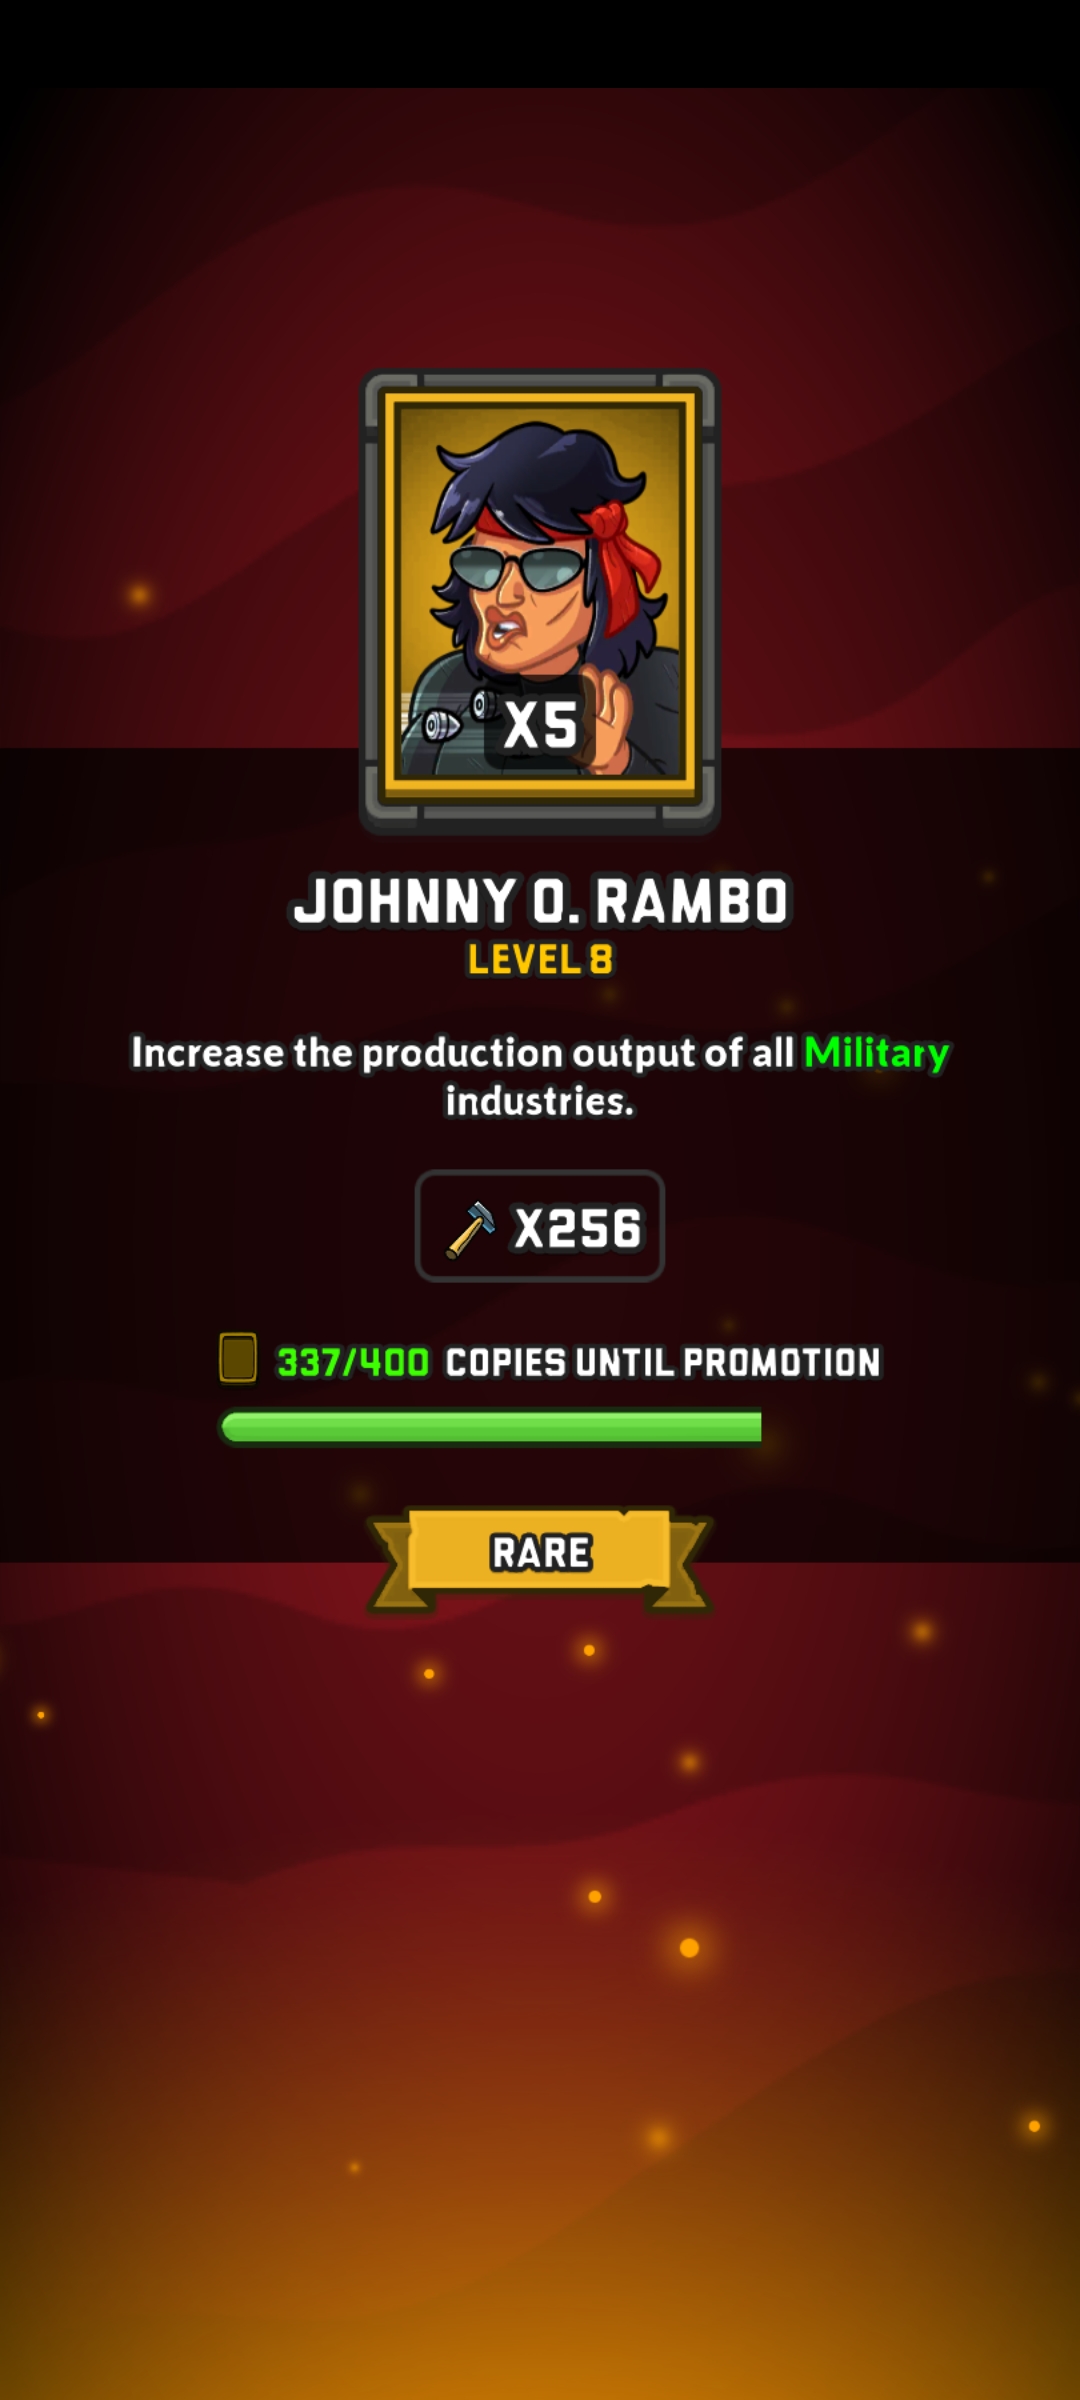 X5
JOHNNY O. RAMBO
LEVEL 8
Increase the production output of all Military
industries.
X256
337/400 COPIES UNTIL PROMOTION
RARE